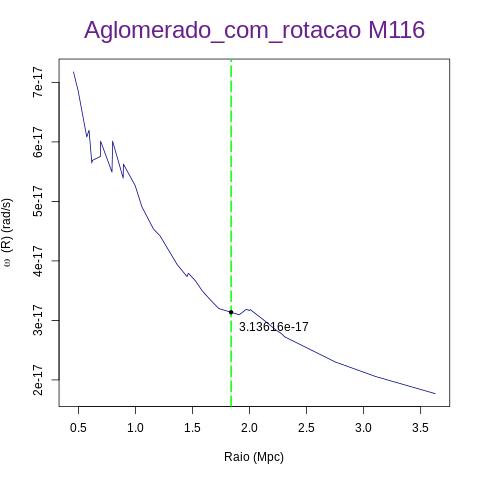 Aglomerado_com_rotacao M116
ω (R) (rad/s)
7e-17
6e-17
5e-17
4e-17
3e-17
2e-17
3.13616e-17
0.5 1.0 1.5 2.0 2.5 3.0 3.5
Raio (Mpc)